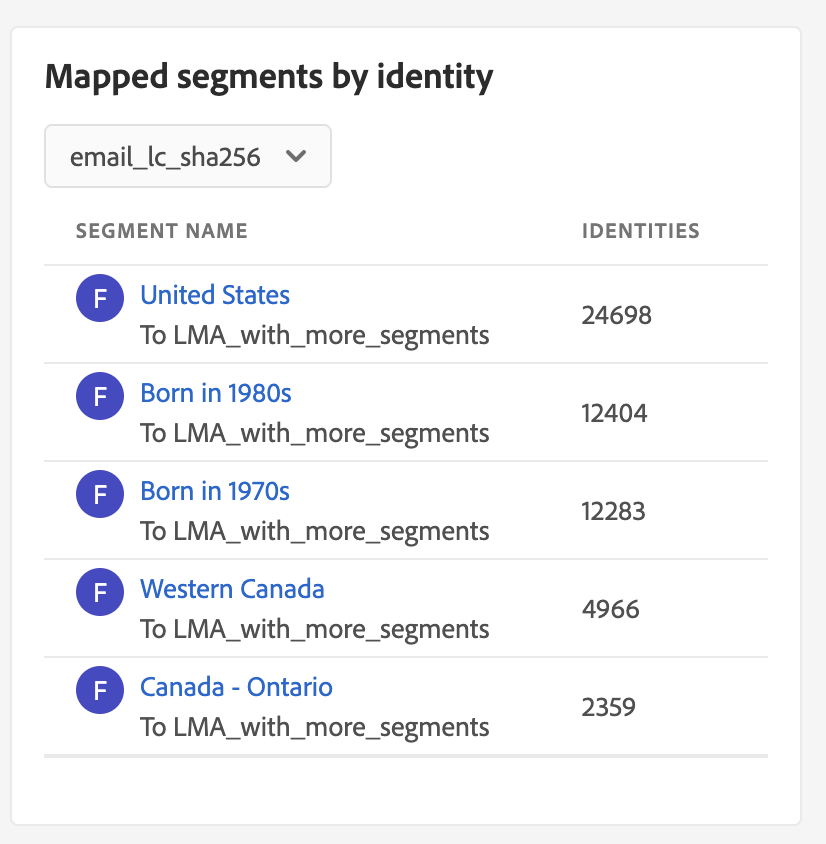 Mapped segments by identity
email_lc_sha256
SEGMENT NAME IDENTITIES
F United States
To LMA_with_more_segments 24698
F Born in 1980s
To LMA_with_more_segments 12404
F Born in 1970s
To LMA_with_more_segments 12283
F Western Canada
To LMA_with_more_segments 4966
F Canada - Ontario
To LMA_with_more_segments 2359